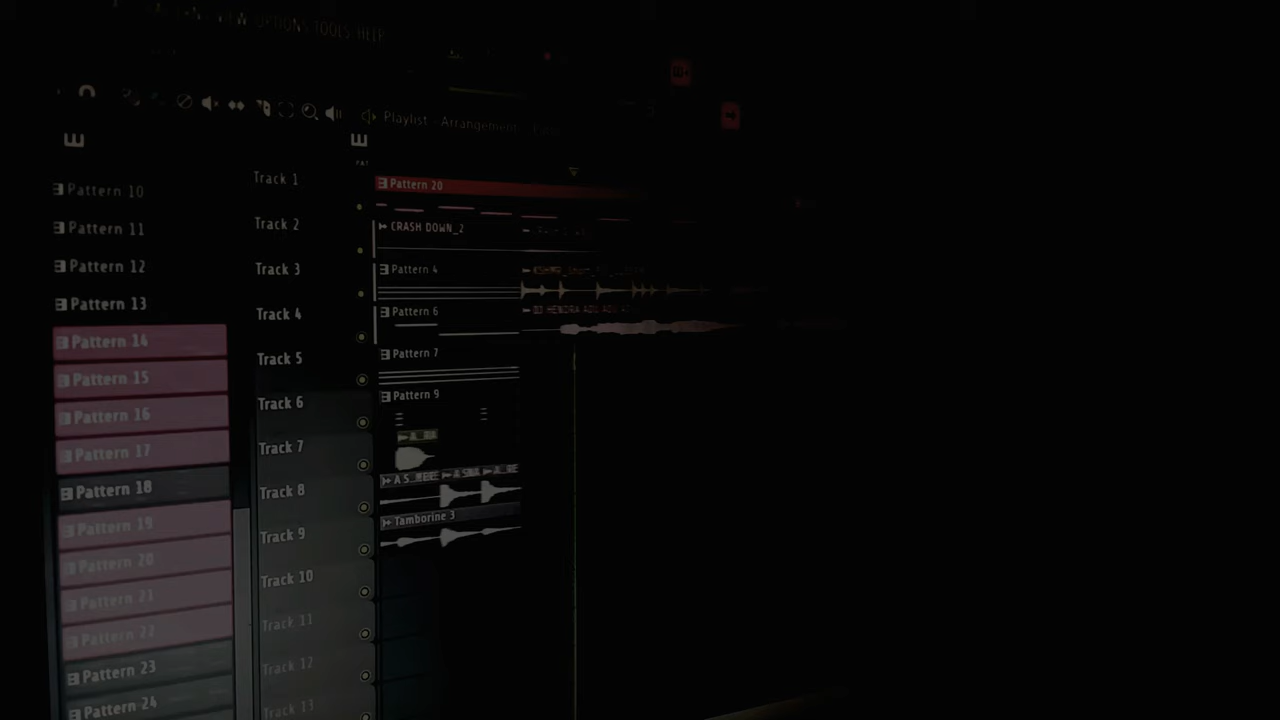 VIEW OPTIONS TOOLS HELP
Playlist - Arrangement
Pattern 10
Pattern 11
Pattern 12
Pattern 13
Pattern 14
Pattern 15
Pattern 16
Pattern 17
Pattern 18
Pattern 19
Pattern 20
Pattern 21
Pattern 22
Pattern 23
Pattern 24
Track 1
Track 2
Track 3
Track 4
Track 5
Track 6
Track 7
Track 8
Track 9
Track 10
Track 11
Track 12
Track 13
Pattern 20
CRASH DOWN_2
Pattern 4
Pattern 6
DJ HENDRA
Pattern 7
Pattern 9
Tamborine 3